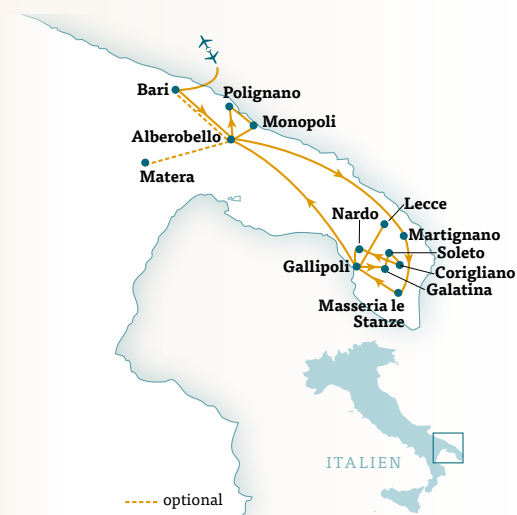 Bari
Polignano
Monopoli
Alberobello
Matera
Lecce
Nardo
Martignano
Soleto
Gallipoli
Corigliano
Galatina
Masseria le
Stanze
ITALIEN
optional